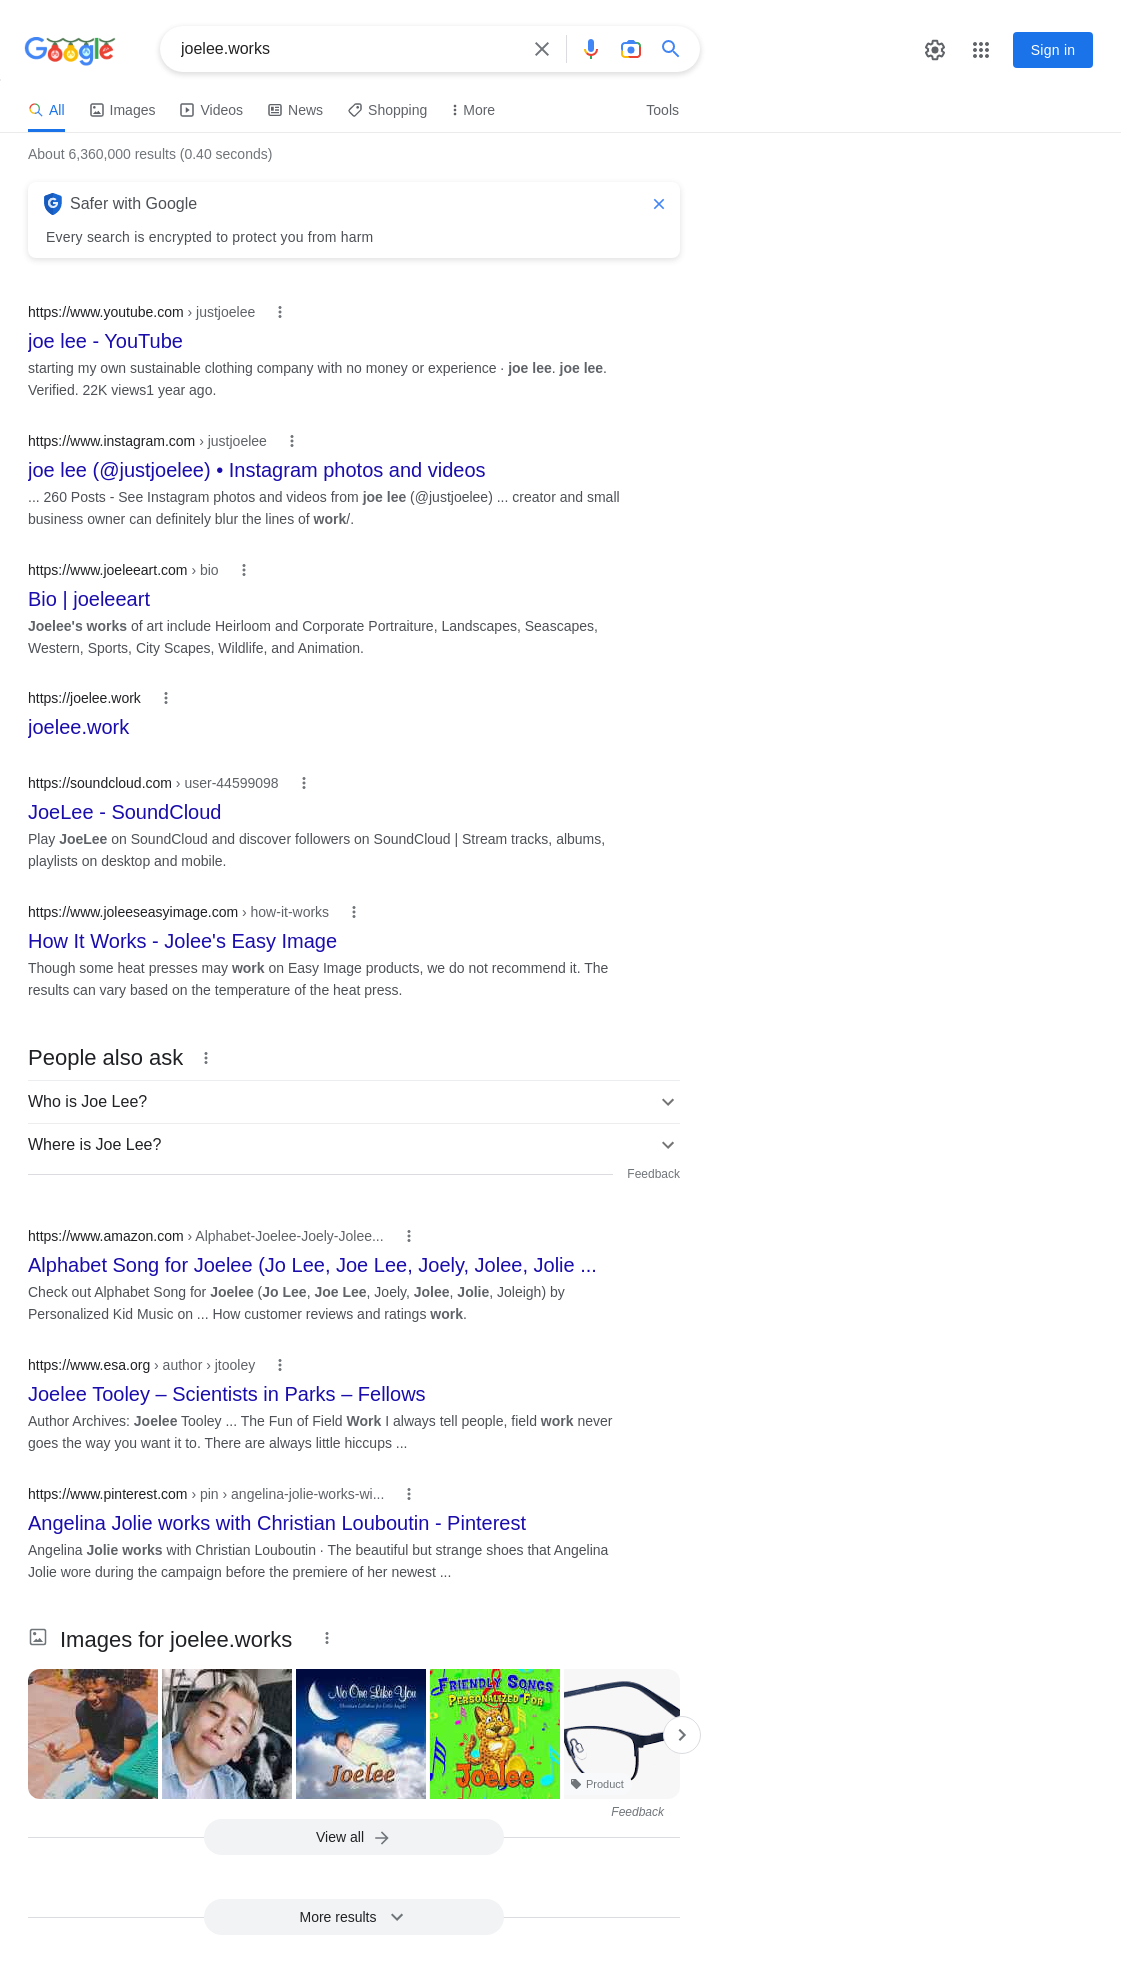 Google
joelee.works
Sign in
All
Images
Videos
News
Shopping
More
Tools
About 6,360,000 results (0.40 seconds)
Safer with Google
Every search is encrypted to protect you from harm
https://www.youtube.com › justjoelee
joe lee - YouTube
starting my own sustainable clothing company with no money or experience · joe lee. joe lee.
Verified. 22K views1 year ago.
https://www.instagram.com › justjoelee
joe lee (@justjoelee) • Instagram photos and videos
... 260 Posts - See Instagram photos and videos from joe lee (@justjoelee) ... creator and small
business owner can definitely blur the lines of work/.
https://www.joeleeart.com › bio
Bio | joeleeart
Joelee's works of art include Heirloom and Corporate Portraiture, Landscapes, Seascapes,
Western, Sports, City Scapes, Wildlife, and Animation.
https://joelee.work
joelee.work
https://soundcloud.com › user-44599098
JoeLee - SoundCloud
Play JoeLee on SoundCloud and discover followers on SoundCloud | Stream tracks, albums,
playlists on desktop and mobile.
https://www.joleeseasyimage.com › how-it-works
How It Works - Jolee's Easy Image
Though some heat presses may work on Easy Image products, we do not recommend it. The
results can vary based on the temperature of the heat press.
People also ask
Who is Joe Lee?
Where is Joe Lee?
Feedback
https://www.amazon.com › Alphabet-Joelee-Joely-Jolee...
Alphabet Song for Joelee (Jo Lee, Joe Lee, Joely, Jolee, Jolie ...
Check out Alphabet Song for Joelee (Jo Lee, Joe Lee, Joely, Jolee, Jolie, Joleigh) by
Personalized Kid Music on ... How customer reviews and ratings work.
https://www.esa.org › author › jtooley
Joelee Tooley – Scientists in Parks – Fellows
Author Archives: Joelee Tooley ... The Fun of Field Work I always tell people, field work never
goes the way you want it to. There are always little hiccups ...
https://www.pinterest.com › pin › angelina-jolie-works-wi...
Angelina Jolie works with Christian Louboutin - Pinterest
Angelina Jolie works with Christian Louboutin · The beautiful but strange shoes that Angelina
Jolie wore during the campaign before the premiere of her newest ...
Images for joelee.works
No One Like You
Christian Lullabies for Little Angels
Joelee
FRIENDLY SONGS
PERSONALIZED FOR
Joelee
Product
Feedback
View all
More results